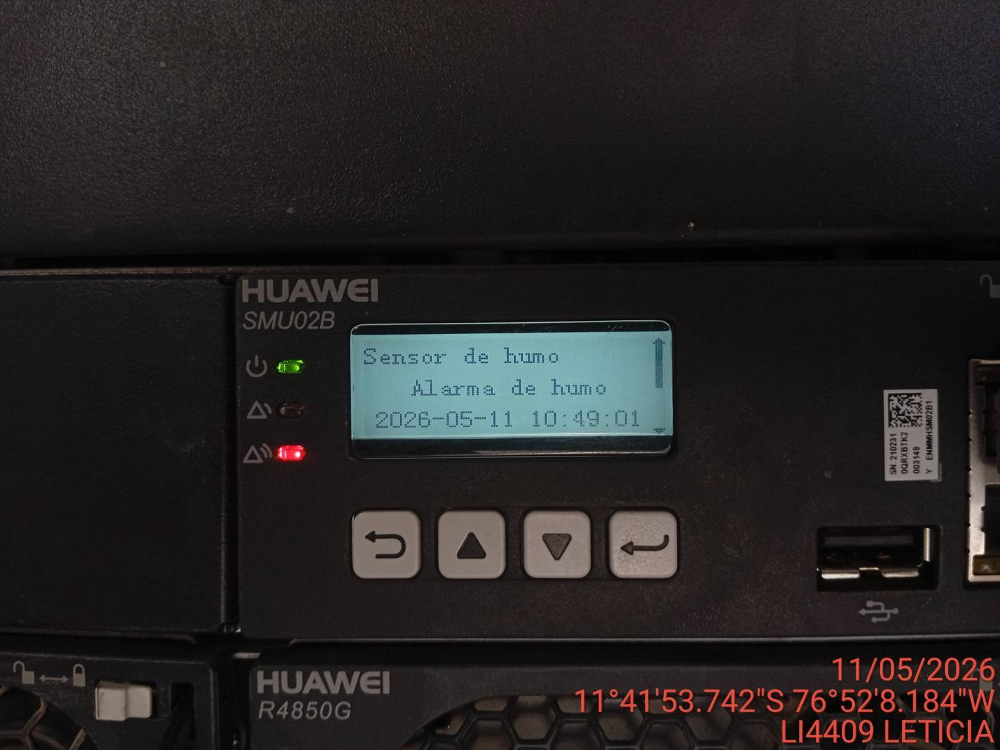 HUAWEI
SMU02B
Sensor de humo
Alarma de humo
2026-05-11 10:49:01
SN:210231
0QRXBTK2
003149
Y ENMMHSM02B1
HUAWEI
R4850G
11/05/2026
11°41'53.742"S 76°52'8.184"W
LI4409 LETICIA